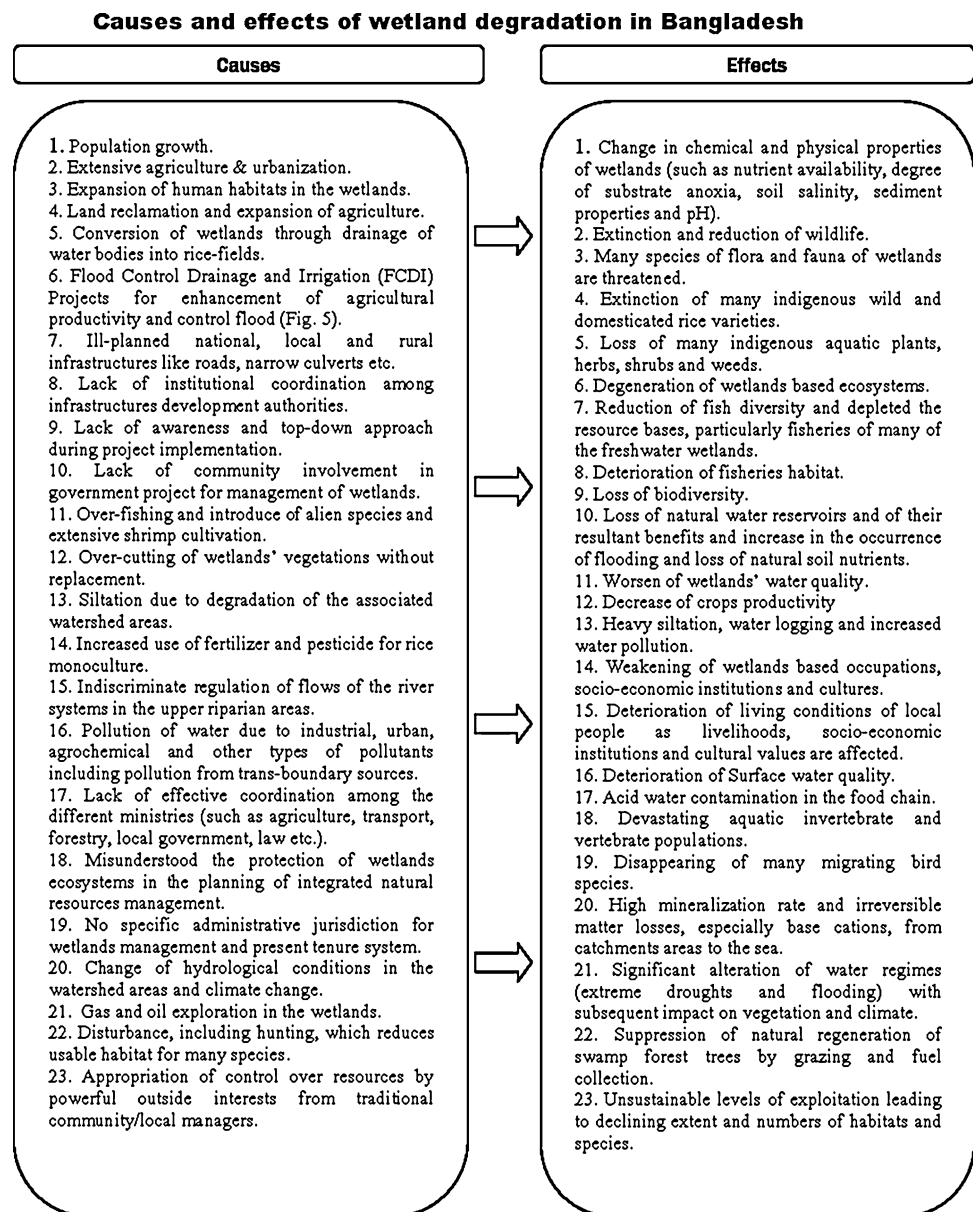 Causes and effects of wetland degradation in Bangladesh
Causes
1. Population growth.
2. Extensive agriculture & urbanization.
3. Expansion of human habitats in the wetlands.
4. Land reclamation and expansion of agriculture.
5. Conversion of wetlands through drainage of
water bodies into rice-fields.
6. Flood Control Drainage and Irrigation (FCDI)
Projects for enhancement of agricultural
productivity and control flood (Fig. 5).
7. Ill-planned national, local and rural
infrastructures like roads, narrow culverts etc.
8. Lack of institutional coordination among
infrastructures development authorities.
9. Lack of awareness and top-down approach
during project implementation.
10. Lack of community involvement in
government project for management of wetlands.
11. Over-fishing and introduce of alien species and
extensive shrimp cultivation.
12. Over-cutting of wetlands' vegetations without
replacement.
13. Siltation due to degradation of the associated
watershed areas.
14. Increased use of fertilizer and pesticide for rice
monoculture.
15. Indiscriminate regulation of flows of the river
systems in the upper riparian areas.
16. Pollution of water due to industrial, urban,
agrochemical and other types of pollutants
including pollution from trans-boundary sources.
17. Lack of effective coordination among the
different ministries (such as agriculture, transport,
forestry, local government, law etc.).
18. Misunderstood the protection of wetlands
ecosystems in the planning of integrated natural
resources management.
19. No specific administrative jurisdiction for
wetlands management and present tenure system.
20. Change of hydrological conditions in the
watershed areas and climate change.
21. Gas and oil exploration in the wetlands.
22. Disturbance, including hunting, which reduces
usable habitat for many species.
23. Appropriation of control over resources by
powerful outside interests from traditional
community/local managers.
Effects
1. Change in chemical and physical properties
of wetlands (such as nutrient availability, degree
of substrate anoxia, soil salinity, sediment
properties and pH).
2. Extinction and reduction of wildlife.
3. Many species of flora and fauna of wetlands
are threatened.
4. Extinction of many indigenous wild and
domesticated rice varieties.
5. Loss of many indigenous aquatic plants,
herbs, shrubs and weeds.
6. Degeneration of wetlands based ecosystems.
7. Reduction of fish diversity and depleted the
resource bases, particularly fisheries of many of
the freshwater wetlands.
8. Deterioration of fisheries habitat.
9. Loss of biodiversity.
10. Loss of natural water reservoirs and of their
resultant benefits and increase in the occurrence
of flooding and loss of natural soil nutrients.
11. Worsen of wetlands' water quality.
12. Decrease of crops productivity
13. Heavy siltation, water logging and increased
water pollution.
14. Weakening of wetlands based occupations,
socio-economic institutions and cultures.
15. Deterioration of living conditions of local
people as livelihoods, socio-economic
institutions and cultural values are affected.
16. Deterioration of Surface water quality.
17. Acid water contamination in the food chain.
18. Devastating aquatic invertebrate and
vertebrate populations.
19. Disappearing of many migrating bird
species.
20. High mineralization rate and irreversible
matter losses, especially base cations, from
catchments areas to the sea.
21. Significant alteration of water regimes
(extreme droughts and flooding) with
subsequent impact on vegetation and climate.
22. Suppression of natural regeneration of
swamp forest trees by grazing and fuel
collection.
23. Unsustainable levels of exploitation leading
to declining extent and numbers of habitats and
species.